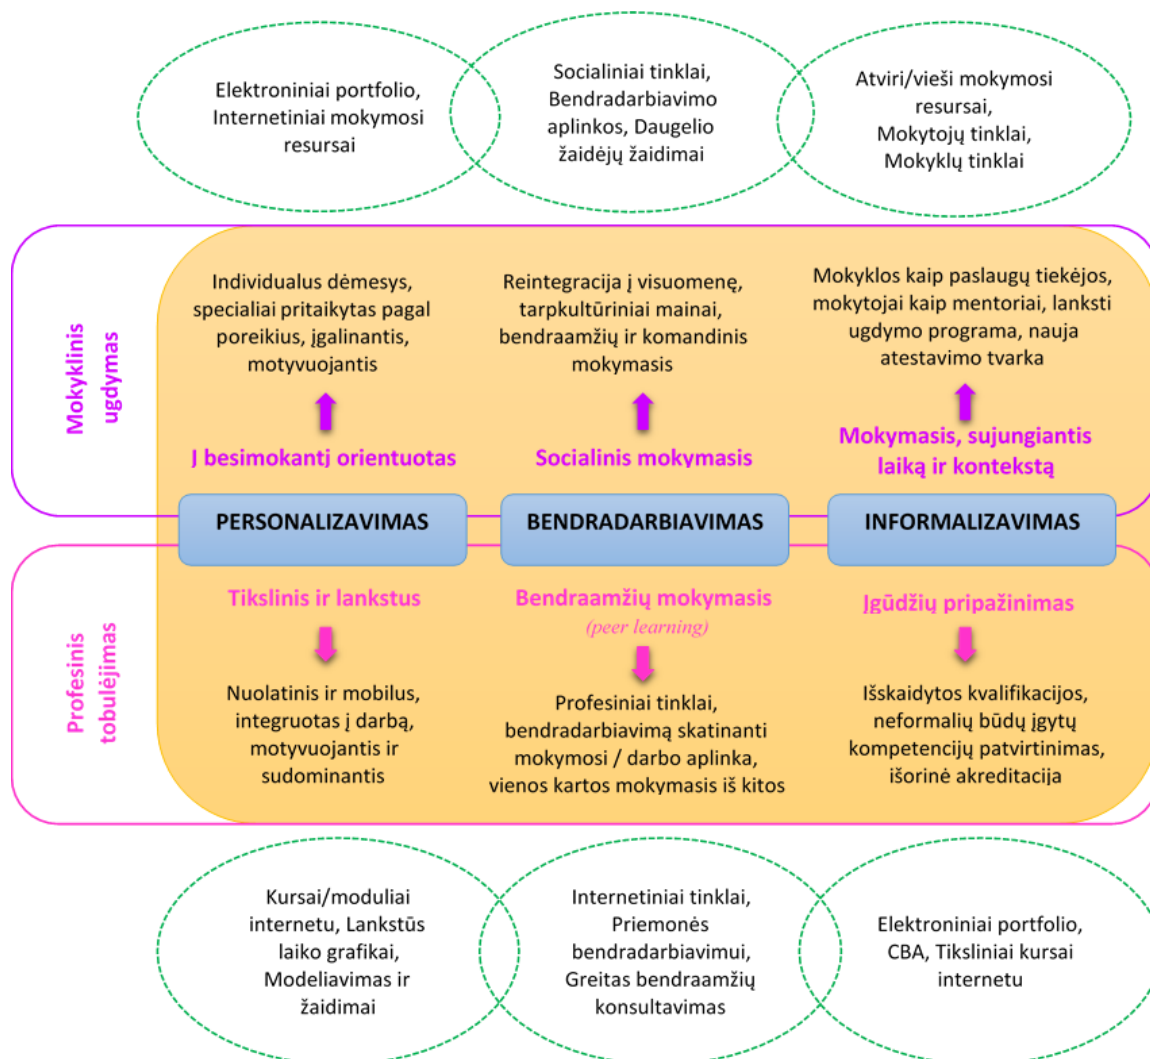 Elektroniniai portfolio,
Internetiniai mokymosi
resursai
Socialiniai tinklai,
Bendradarbiavimo
aplinkos, Daugelio
žaidėjų žaidimai
Atviri/vieši mokymosi
resursai,
Mokytojų tinklai,
Mokyklų tinklai
Mokyklinis
ugdymas
Individualus dėmesys,
specialiai pritaikytas pagal
poreikius, įgalinantis,
motyvuojantis
Reintegracija į visuomenę,
tarpkultūriniai mainai,
bendraamžių ir komandinis
mokymasis
Mokyklos kaip paslaugų tiekėjos,
mokytojai kaip mentoriai, lanksti
ugdymo programa, nauja
atestavimo tvarka
Į besimokantį orientuotas
Socialinis mokymasis
Mokymasis, sujungiantis
laiką ir kontekstą
PERSONALIZAVIMAS
BENDRADARBIAVIMAS
INFORMALIZAVIMAS
Profesinis
tobulėjimas
Tikslinis ir lankstus
Bendraamžių mokymasis
(peer learning)
Įgūdžių pripažinimas
Nuolatinis ir mobilus,
integruotas į darbą,
motyvuojantis ir
sudominantis
Profesiniai tinklai,
bendradarbiavimą skatinanti
mokymosi / darbo aplinka,
vienos kartos mokymasis iš kitos
Išskaidytos kvalifikacijos,
neformalių būdų įgytų
kompetencijų patvirtinimas,
išorinė akreditacija
Kursai/moduliai
internetu, Lankstūs
laiko grafikai,
Modeliavimas ir
žaidimai
Internetiniai tinklai,
Priemonės
bendradarbiavimui,
Greitas bendraamžių
konsultavimas
Elektroniniai portfolio,
CBA, Tiksliniai kursai
internetu